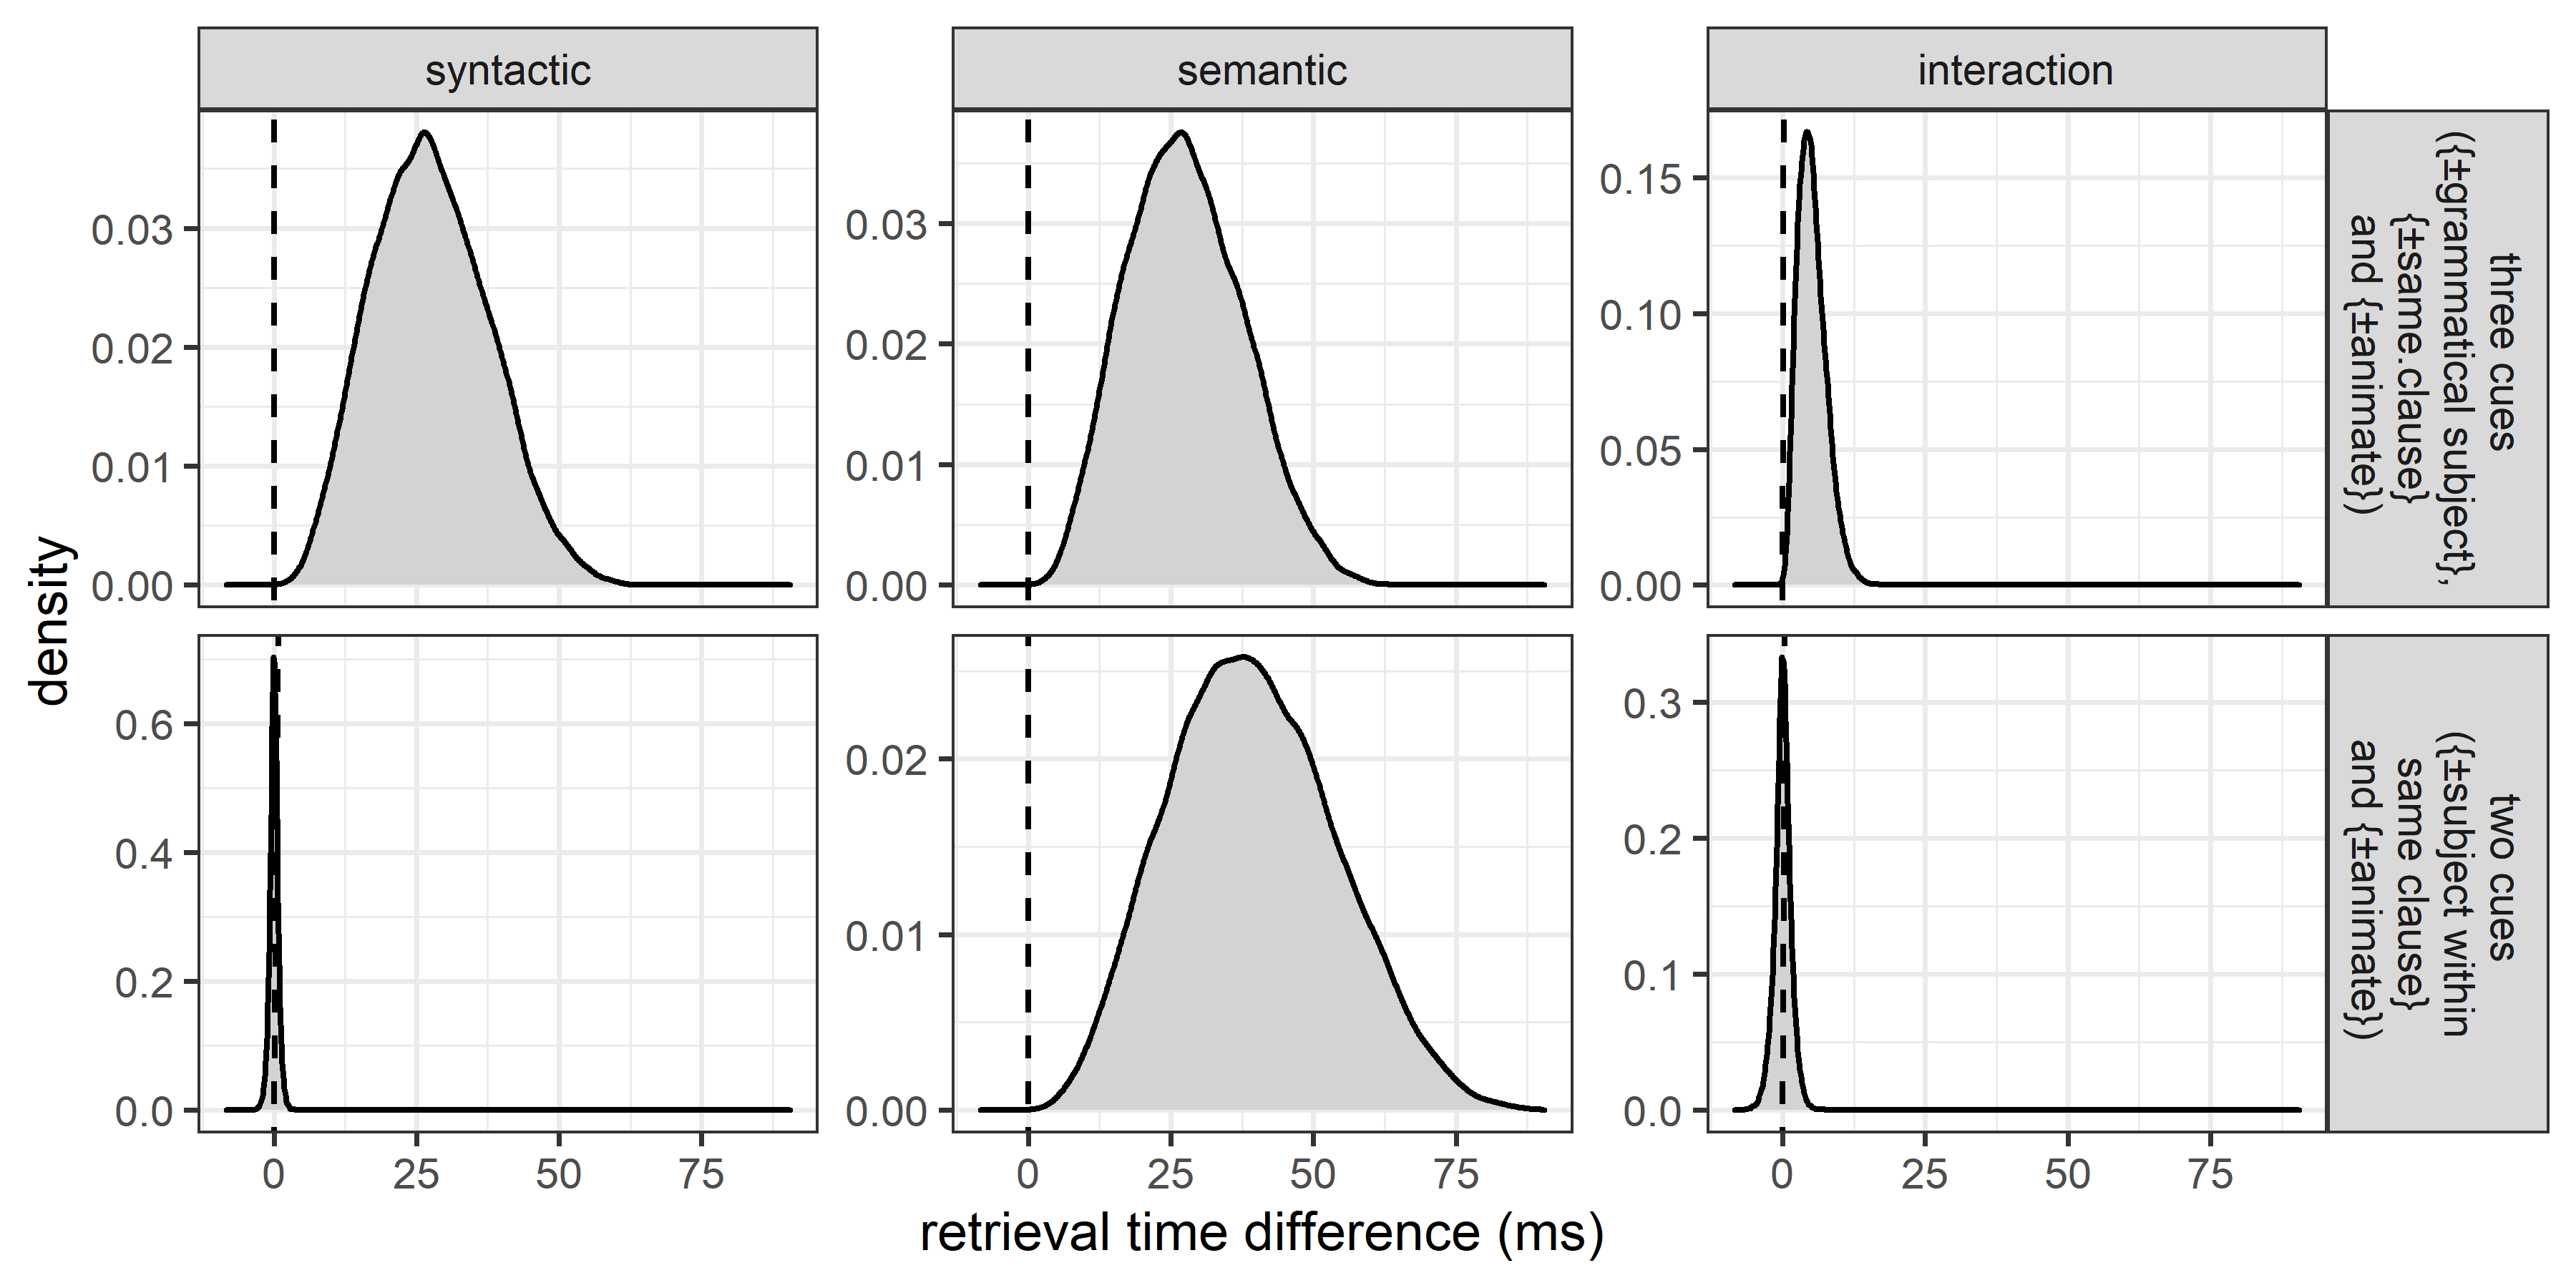 syntactic
semantic
interaction
density
0.03
0.02
0.01
0.00
0.03
0.02
0.01
0.00
0.15
0.10
0.05
0.00
three cues
({±grammatical subject},
{±same.clause}
and {±animate})
0.6
0.4
0.2
0.0
0.02
0.01
0.00
0.3
0.2
0.1
0.0
two cues
({±subject within
same clause}
and {±animate})
0 25 50 75
0 25 50 75
0 25 50 75
retrieval time difference (ms)